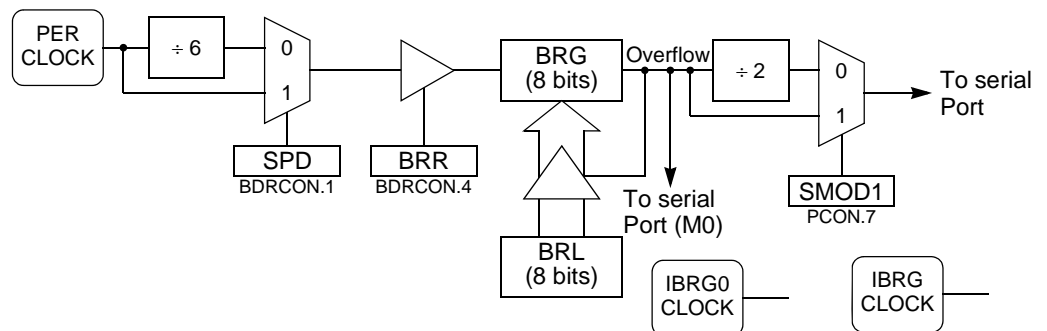 PER
CLOCK
÷ 6
0
1
SPD
BDRCON.1
BRR
BDRCON.4
BRG
(8 bits)
Overflow
÷ 2
0
1
To serial
Port
SMOD1
PCON.7
To serial
Port (M0)
BRL
(8 bits)
IBRG0
CLOCK
IBRG
CLOCK